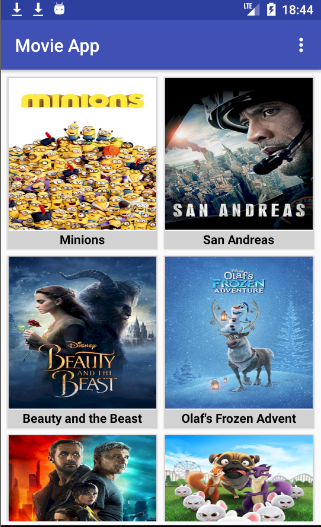 LTE 18:44
Movie App
minions
SAN ANDREAS
Minions
San Andreas
Disney
BEAUTY
AND THE
BEAST
Disney
Olaf's
FROZEN
ADVENTURE
Beauty and the Beast
Olaf's Frozen Advent